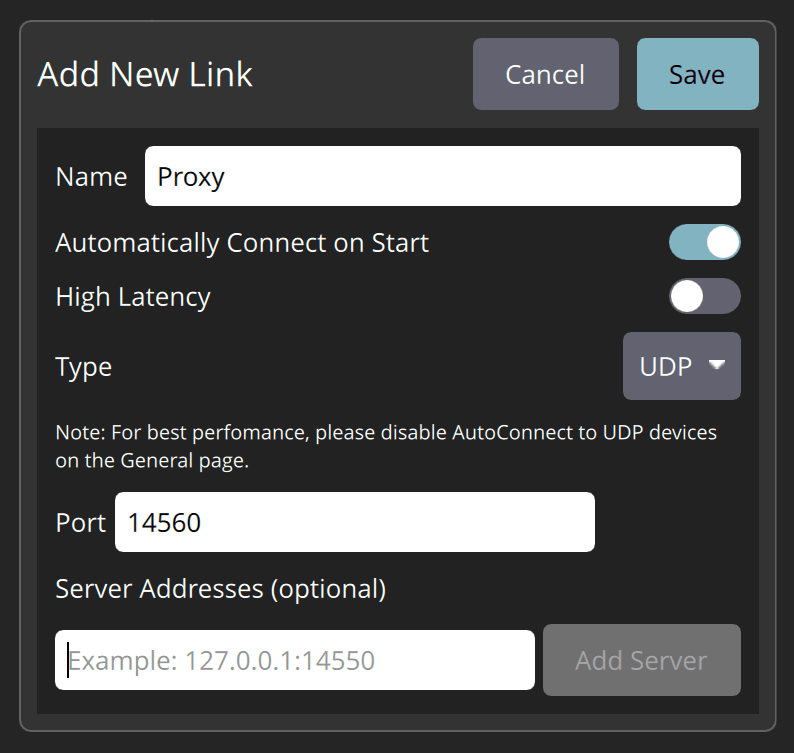 Add New Link
Cancel
Save
Name
Proxy
Automatically Connect on Start
High Latency
Type
UDP
Note: For best perfomance, please disable AutoConnect to UDP devices
on the General page.
Port
14560
Server Addresses (optional)
Example: 127.0.0.1:14550
Add Server